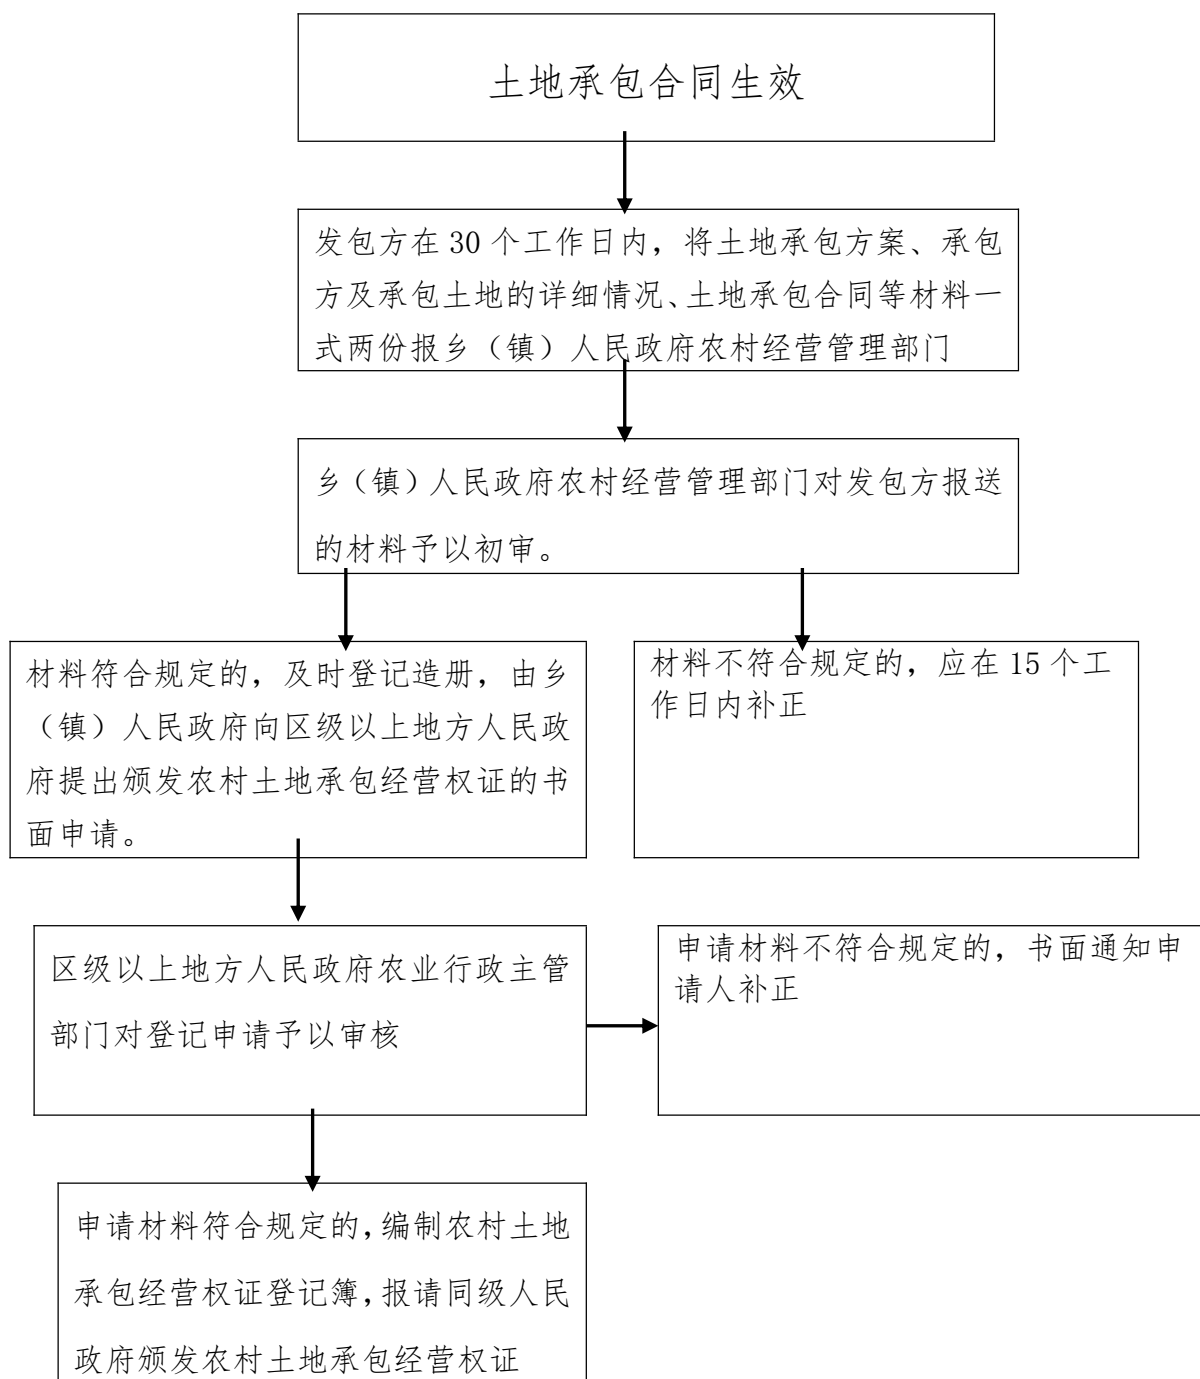 土地承包合同生效
发包方在 30 个工作日内，将土地承包方案、承包
方及承包土地的详细情况、土地承包合同等材料一
式两份报乡（镇）人民政府农村经营管理部门
乡（镇）人民政府农村经营管理部门对发包方报送
的材料予以初审。
材料符合规定的，及时登记造册，由乡
（镇）人民政府向区级以上地方人民政
府提出颁发农村土地承包经营权证的书
面申请。
材料不符合规定的，应在 15 个工
作日内补正
区级以上地方人民政府农业行政主管
部门对登记申请予以审核
申请材料不符合规定的，书面通知申
请人补正
申请材料符合规定的，编制农村土地
承包经营权证登记簿，报请同级人民
政府颁发农村土地承包经营权证